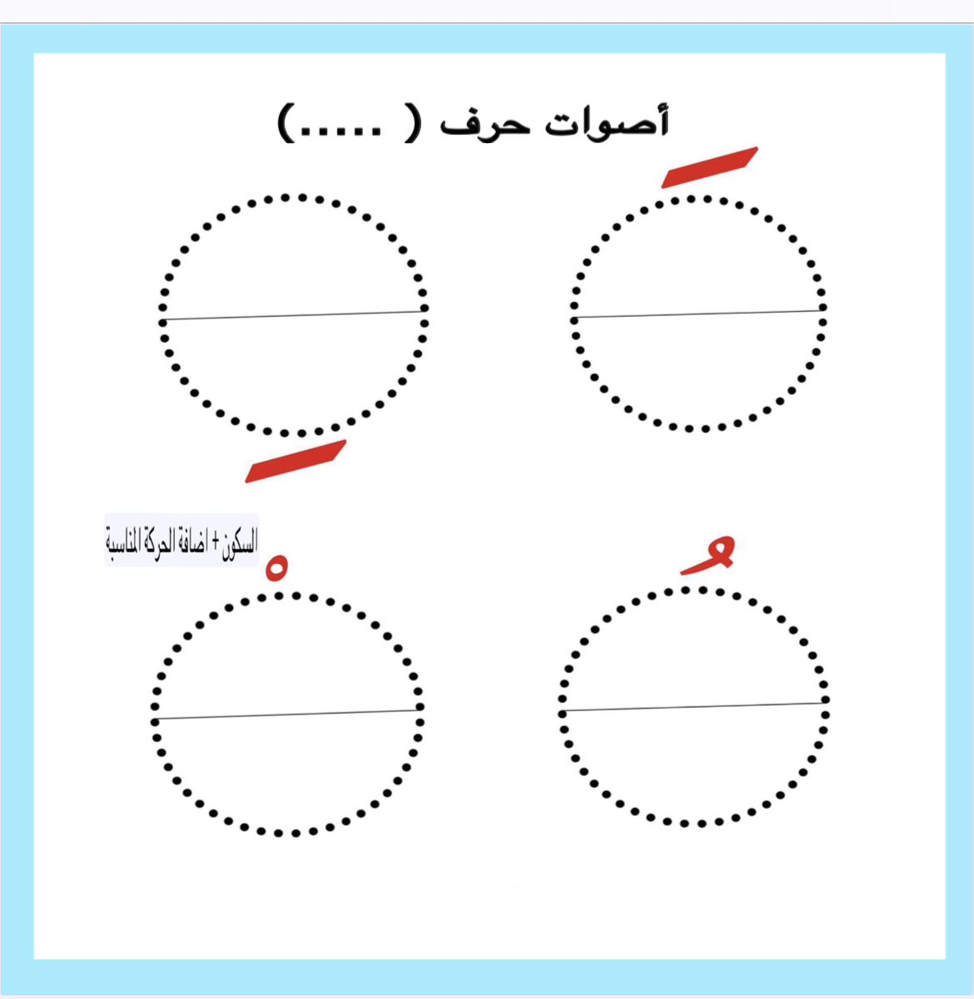 أصوات حرف ( .....)
السكون + اضافة الحركة المناسبة